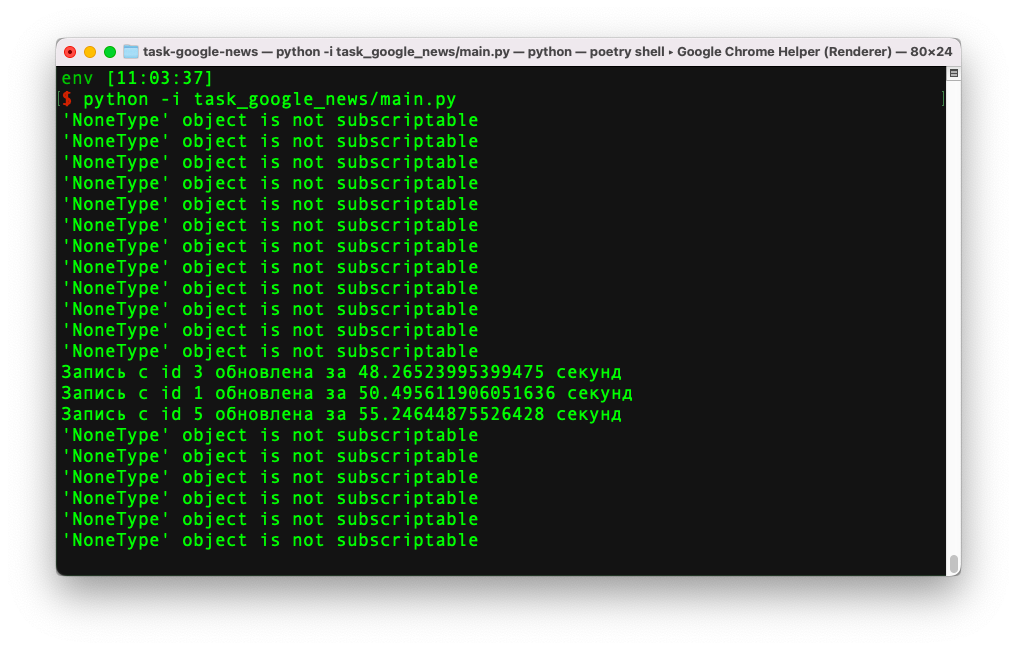 task-google-news — python -i task_google_news/main.py — python — poetry shell ▸ Google Chrome Helper (Renderer) — 80×24
env [11:03:37]
[$ python -i task_google_news/main.py ]
'NoneType' object is not subscriptable
'NoneType' object is not subscriptable
'NoneType' object is not subscriptable
'NoneType' object is not subscriptable
'NoneType' object is not subscriptable
'NoneType' object is not subscriptable
'NoneType' object is not subscriptable
'NoneType' object is not subscriptable
'NoneType' object is not subscriptable
'NoneType' object is not subscriptable
'NoneType' object is not subscriptable
'NoneType' object is not subscriptable
Запись с id 3 обновлена за 48.26523995399475 секунд
Запись с id 1 обновлена за 50.495611906051636 секунд
Запись с id 5 обновлена за 55.24644875526428 секунд
'NoneType' object is not subscriptable
'NoneType' object is not subscriptable
'NoneType' object is not subscriptable
'NoneType' object is not subscriptable
'NoneType' object is not subscriptable
'NoneType' object is not subscriptable